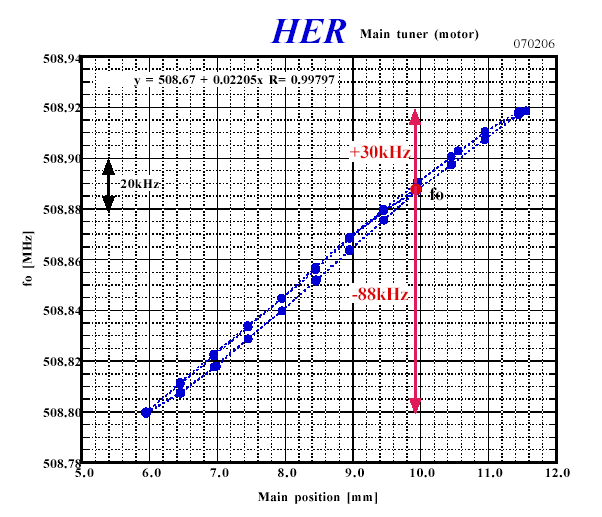 HER Main tuner (motor)
070206
y = 508.67 + 0.02205x R= 0.99797
508.94
508.92
508.90
508.88
508.86
508.84
508.82
508.80
508.78
fo [MHz]
+30kHz
20kHz
fo
-88kHz
5.0 6.0 7.0 8.0 9.0 10.0 11.0 12.0
Main position [mm]